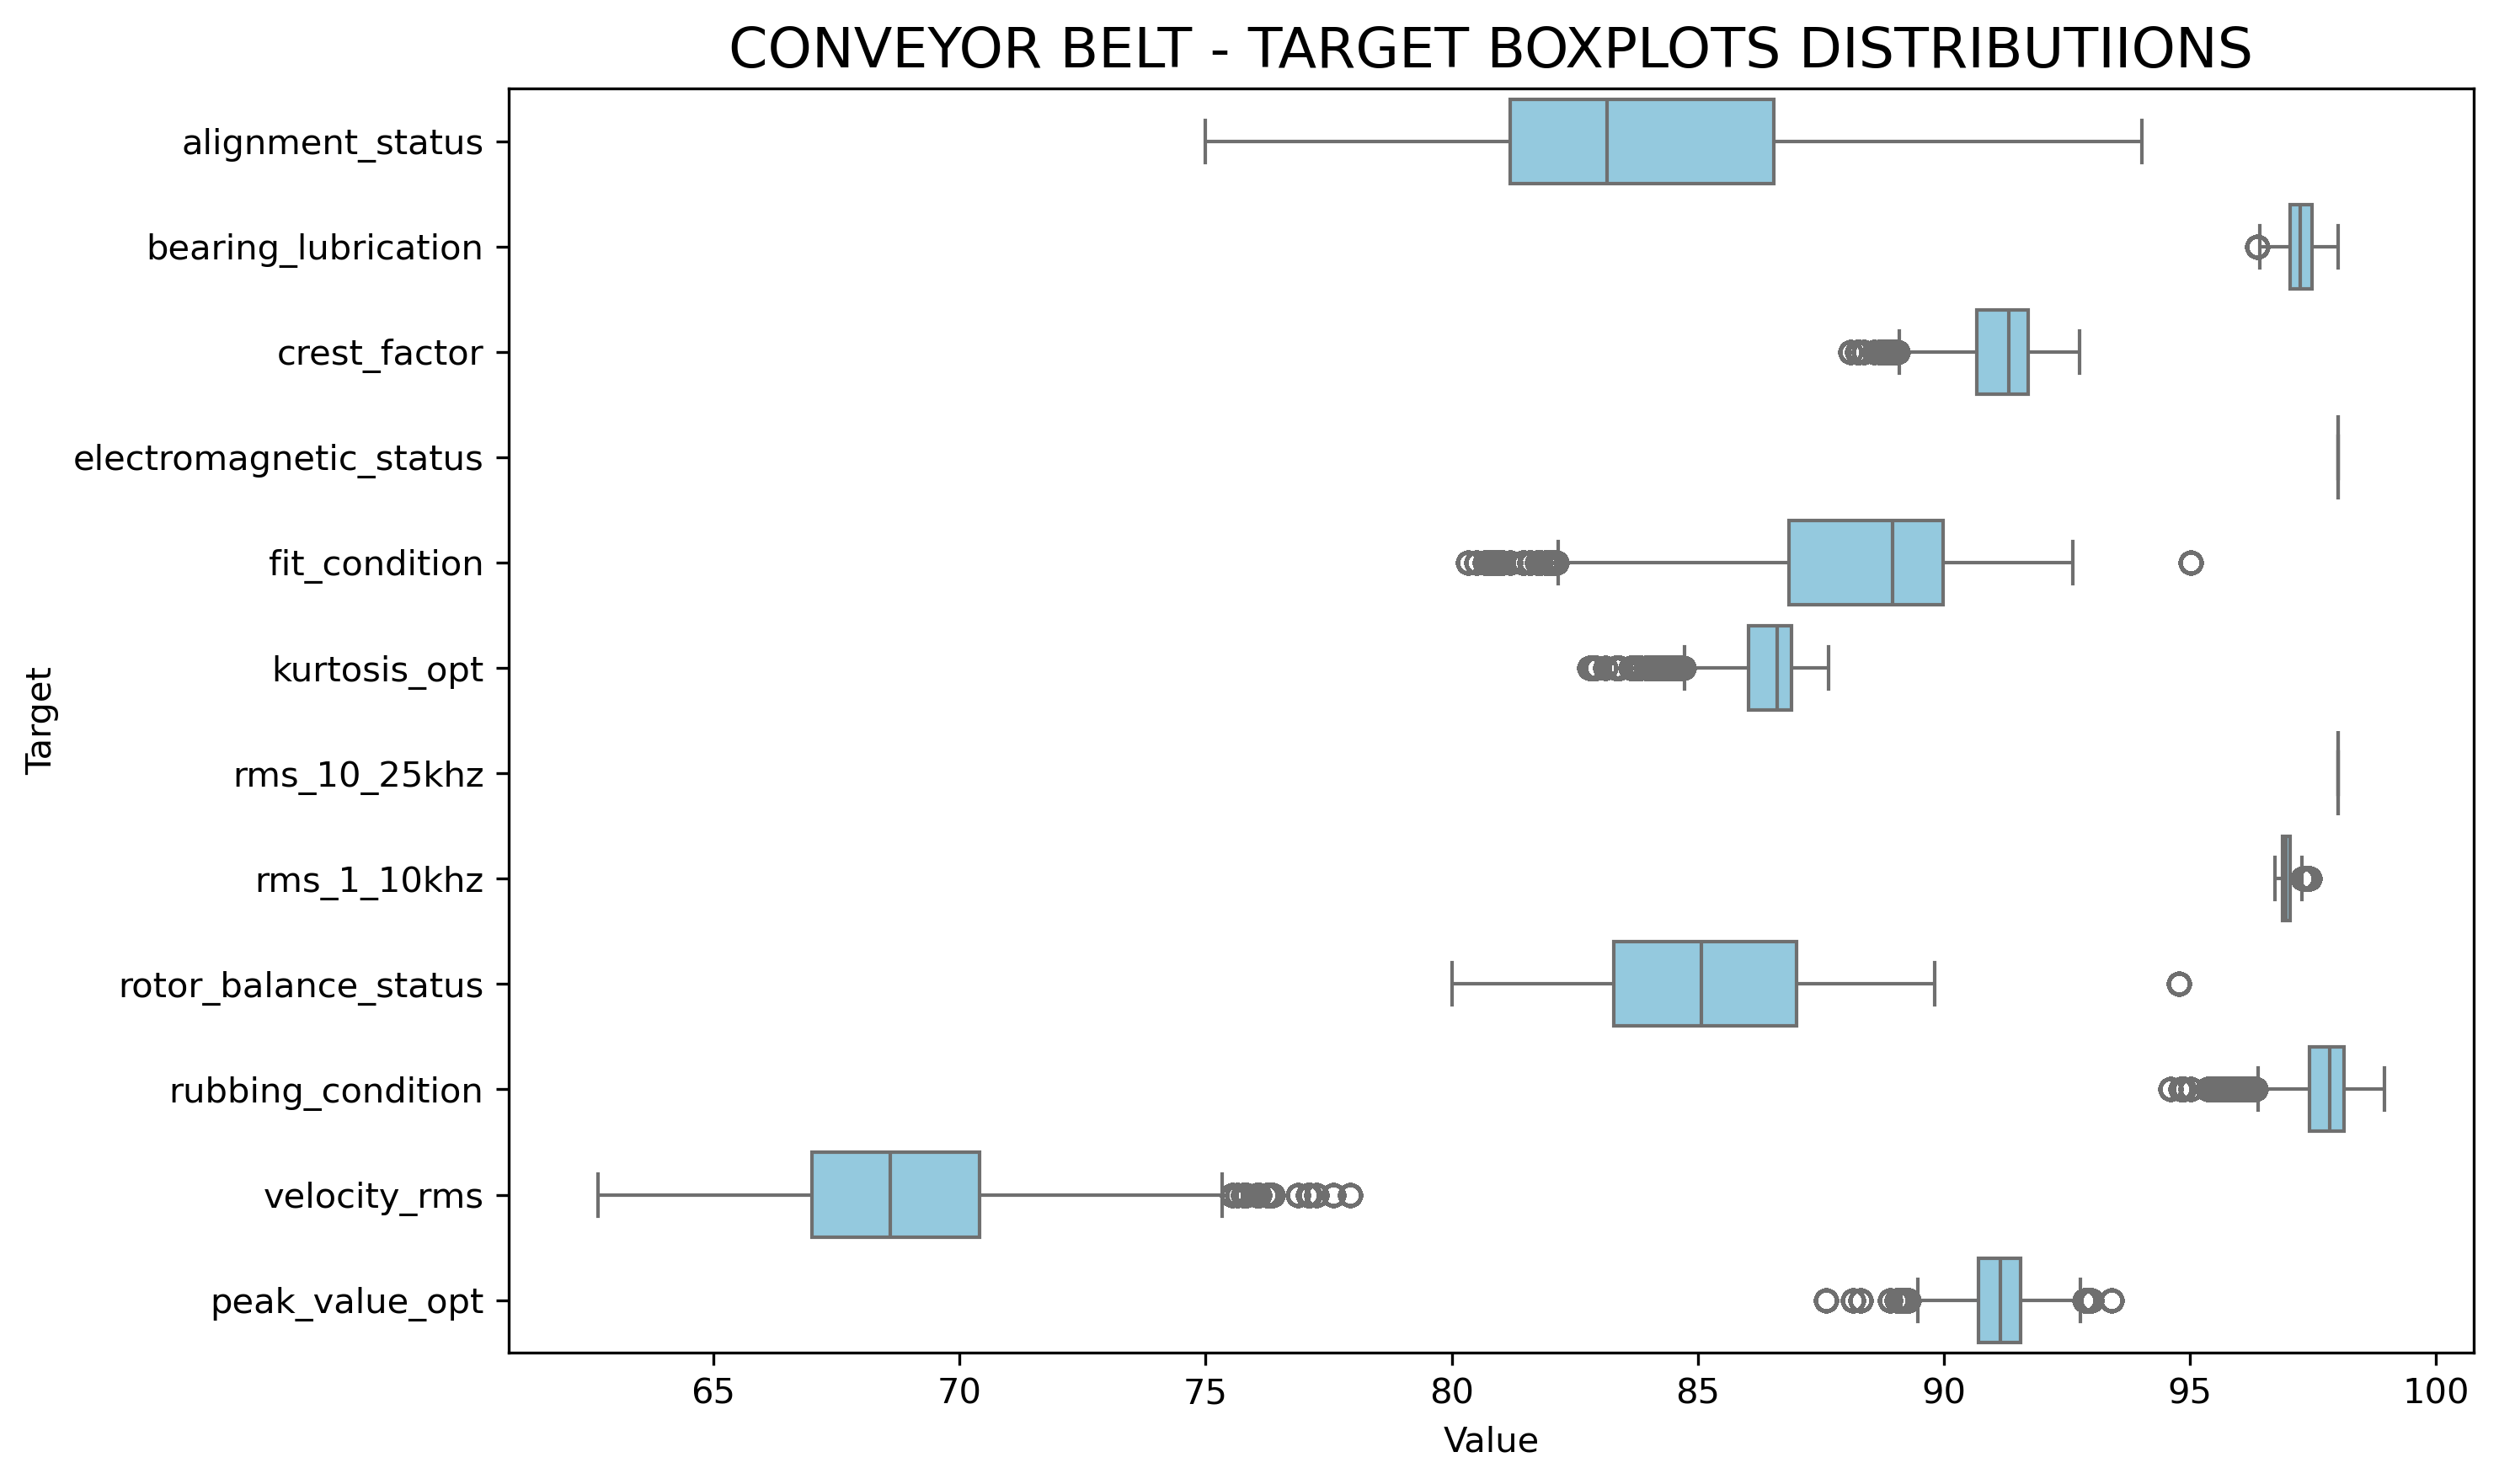 CONVEYOR BELT - TARGET BOXPLOTS DISTRIBUTIIONS
alignment_status
bearing_lubrication
crest_factor
electromagnetic_status
fit_condition
kurtosis_opt
rms_10_25khz
rms_1_10khz
rotor_balance_status
rubbing_condition
velocity_rms
peak_value_opt
Target
65 70 75 80 85 90 95 100
Value